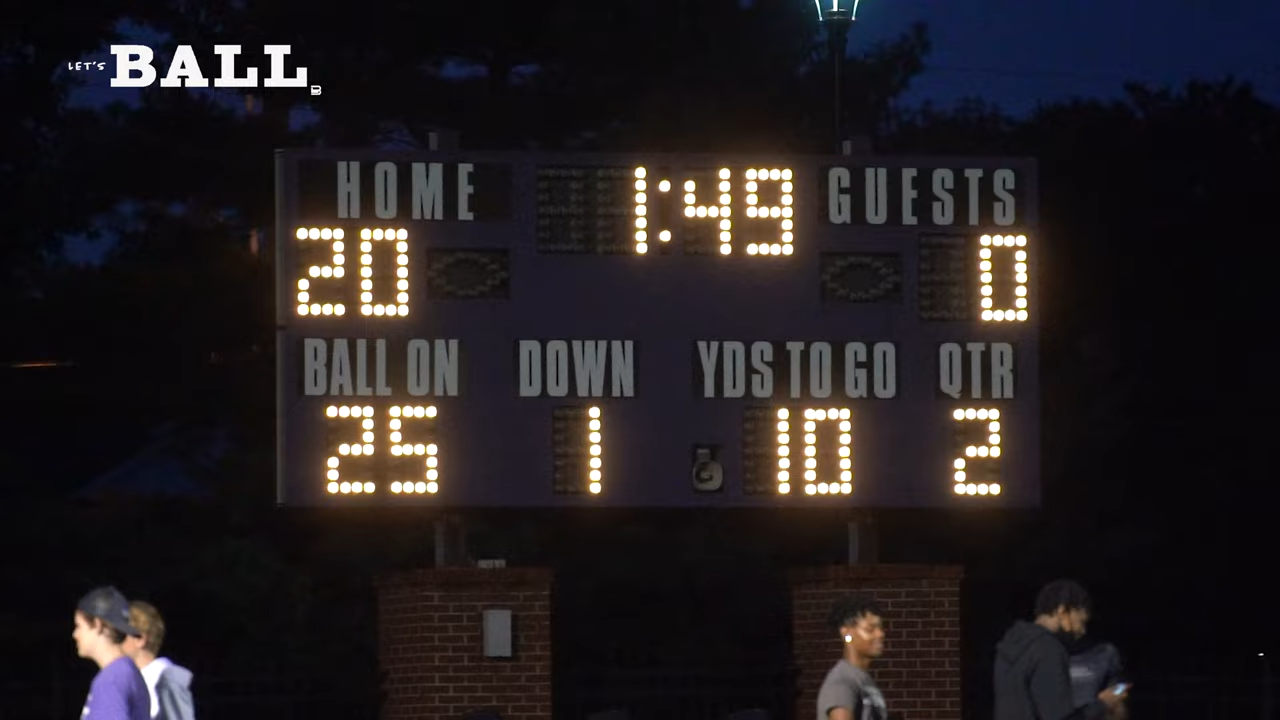 LET'S BALL
HOME 1:49 GUESTS
20 0
BALL ON DOWN YDS TO GO QTR
25 1 10 2